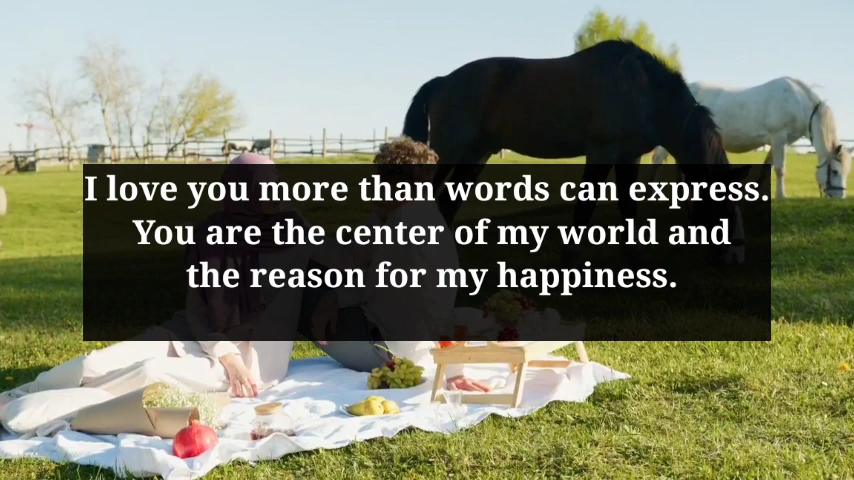 I love you more than words can express.
You are the center of my world and
the reason for my happiness.